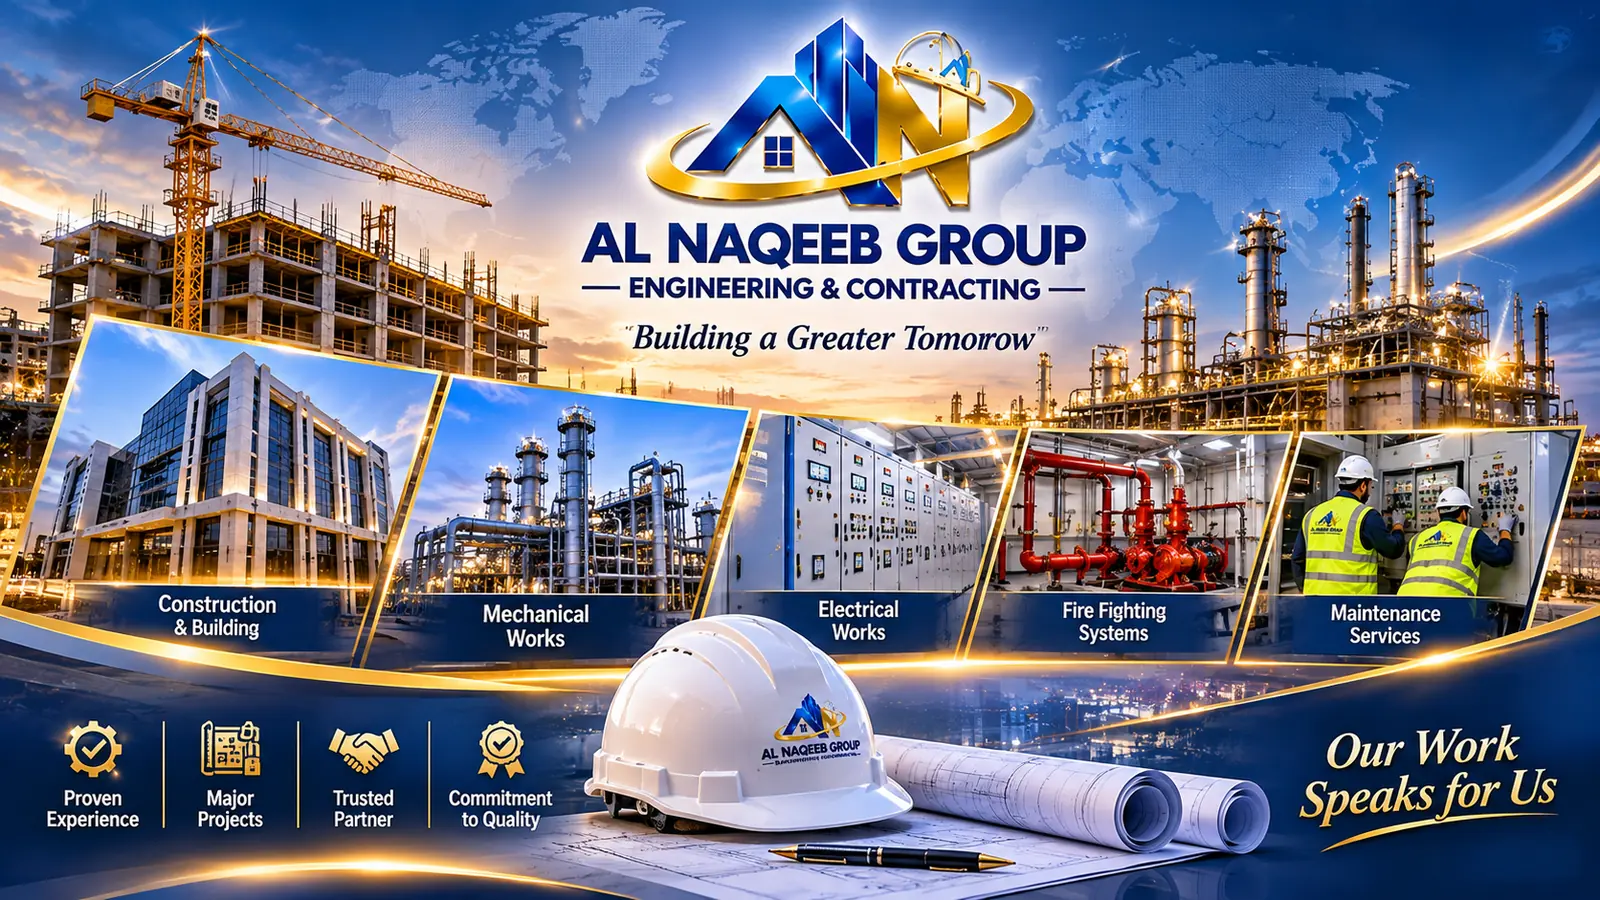 AL NAQEEB GROUP
ENGINEERING & CONTRACTING
"Building a Greater Tomorrow"
Construction
& Building
Mechanical
Works
Electrical
Works
Fire Fighting
Systems
Maintenance
Services
AL NAQEEB GROUP
Proven
Experience
Major
Projects
Trusted
Partner
Commitment
to Quality
Our Work
Speaks for Us